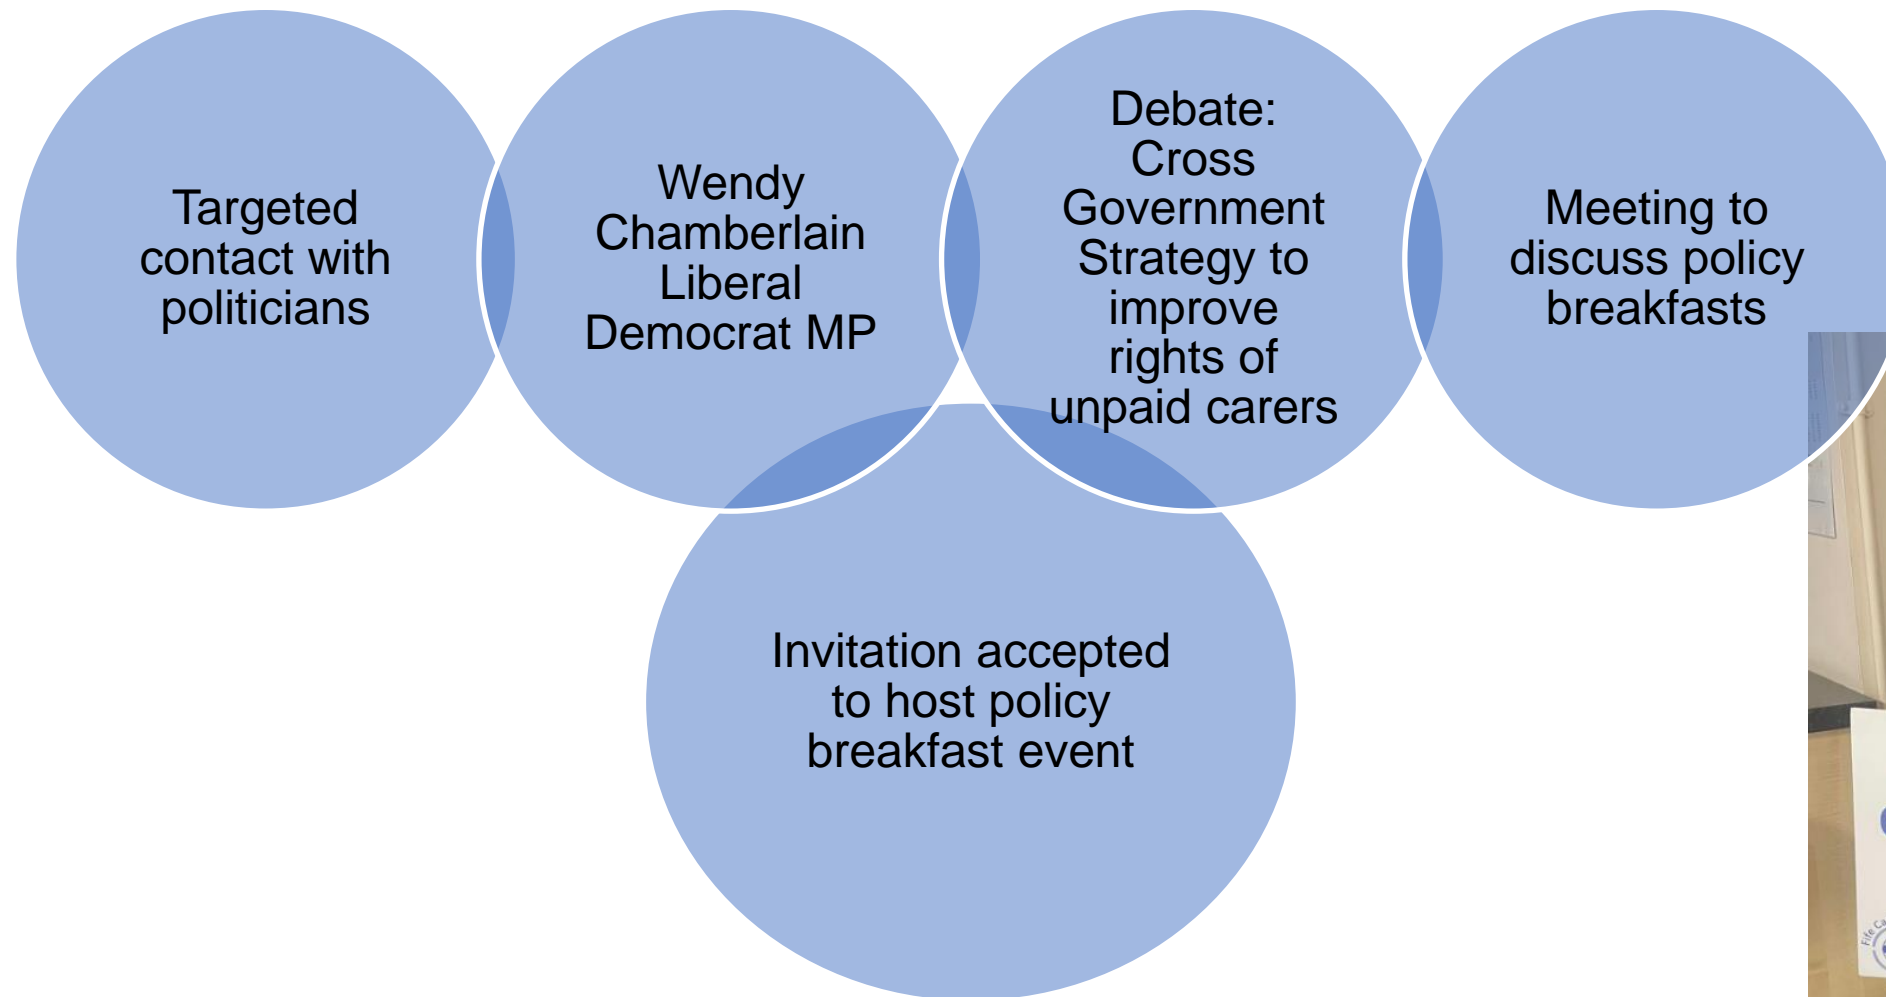 Targeted
contact with
politicians
Wendy
Chamberlain
Liberal
Democrat MP
Debate:
Cross
Government
Strategy to
improve
rights of
unpaid carers
Meeting to
discuss policy
breakfasts
Invitation accepted
to host policy
breakfast event
Fife